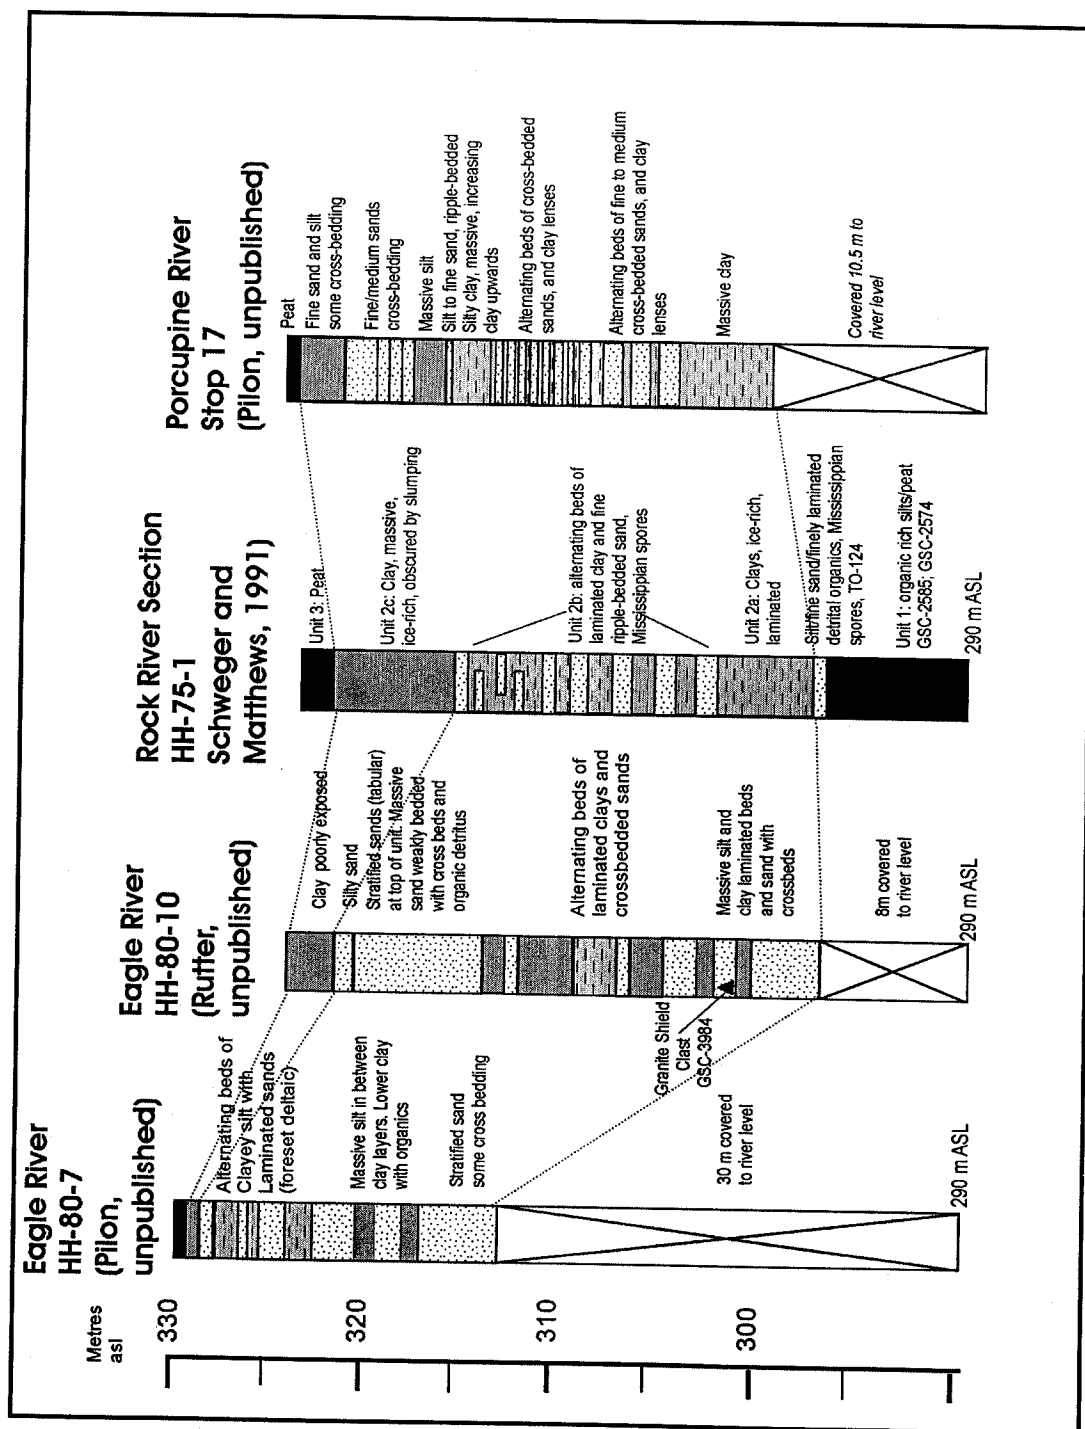 Metres
asl
330
320
310
300
Eagle River
HH-80-7
(Pilon,
unpublished)
Alternating beds of
Clayey silt with
Laminated sands
(foreset deltaic)
Massive silt in between
clay layers. Lower clay
with organics
Stratified sand
some cross bedding
30 m covered
to river level
290 m ASL
Eagle River
HH-80-10
(Rutter,
unpublished)
Clay poorly exposed
Silty sand
Stratified sands (tabular)
at top of unit. Massive
sand weakly bedded
with cross beds and
organic detritus
Alternating beds of
laminated clays and
crossbedded sands
Massive silt and
clay laminated beds
and sand with
crossbeds
Granite Shield
Clast
GSC-3984
8m covered
to river level
290 m ASL
Rock River Section
HH-75-1
Schweger and
Matthews, 1991)
Unit 3: Peat
Unit 2c: Clay, massive,
ice-rich, obscured by slumping
Unit 2b: alternating beds of
laminated clay and fine
ripple-bedded sand,
Mississippian spores
Unit 2a: Clays, ice-rich,
laminated
Silt/fine sand/finely laminated
detrital organics, Mississippian
spores, TO-124
Unit 1: organic rich silts/peat
GSC-2585; GSC-2574
290 m ASL
Porcupine River
Stop 17
(Pilon, unpublished)
Peat
Fine sand and silt
some cross-bedding
Fine/medium sands
cross-bedding
Massive silt
Silt to fine sand, ripple-bedded
Silty clay, massive, increasing
clay upwards
Alternating beds of cross-bedded
sands, and clay lenses
Alternating beds of fine to medium
cross-bedded sands, and clay
lenses
Massive clay
Covered 10.5 m to
river level